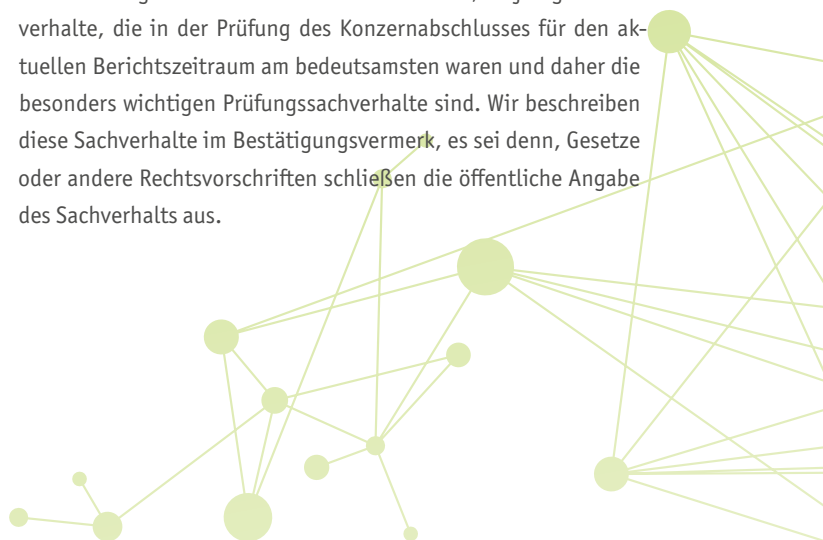 verhalte, die in der Prüfung des Konzernabschlusses für den ak-
tuellen Berichtszeitraum am bedeutsamsten waren und daher die
besonders wichtigen Prüfungssachverhalte sind. Wir beschreiben
diese Sachverhalte im Bestätigungsvermerk, es sei denn, Gesetze
oder andere Rechtsvorschriften schließen die öffentliche Angabe
des Sachverhalts aus.